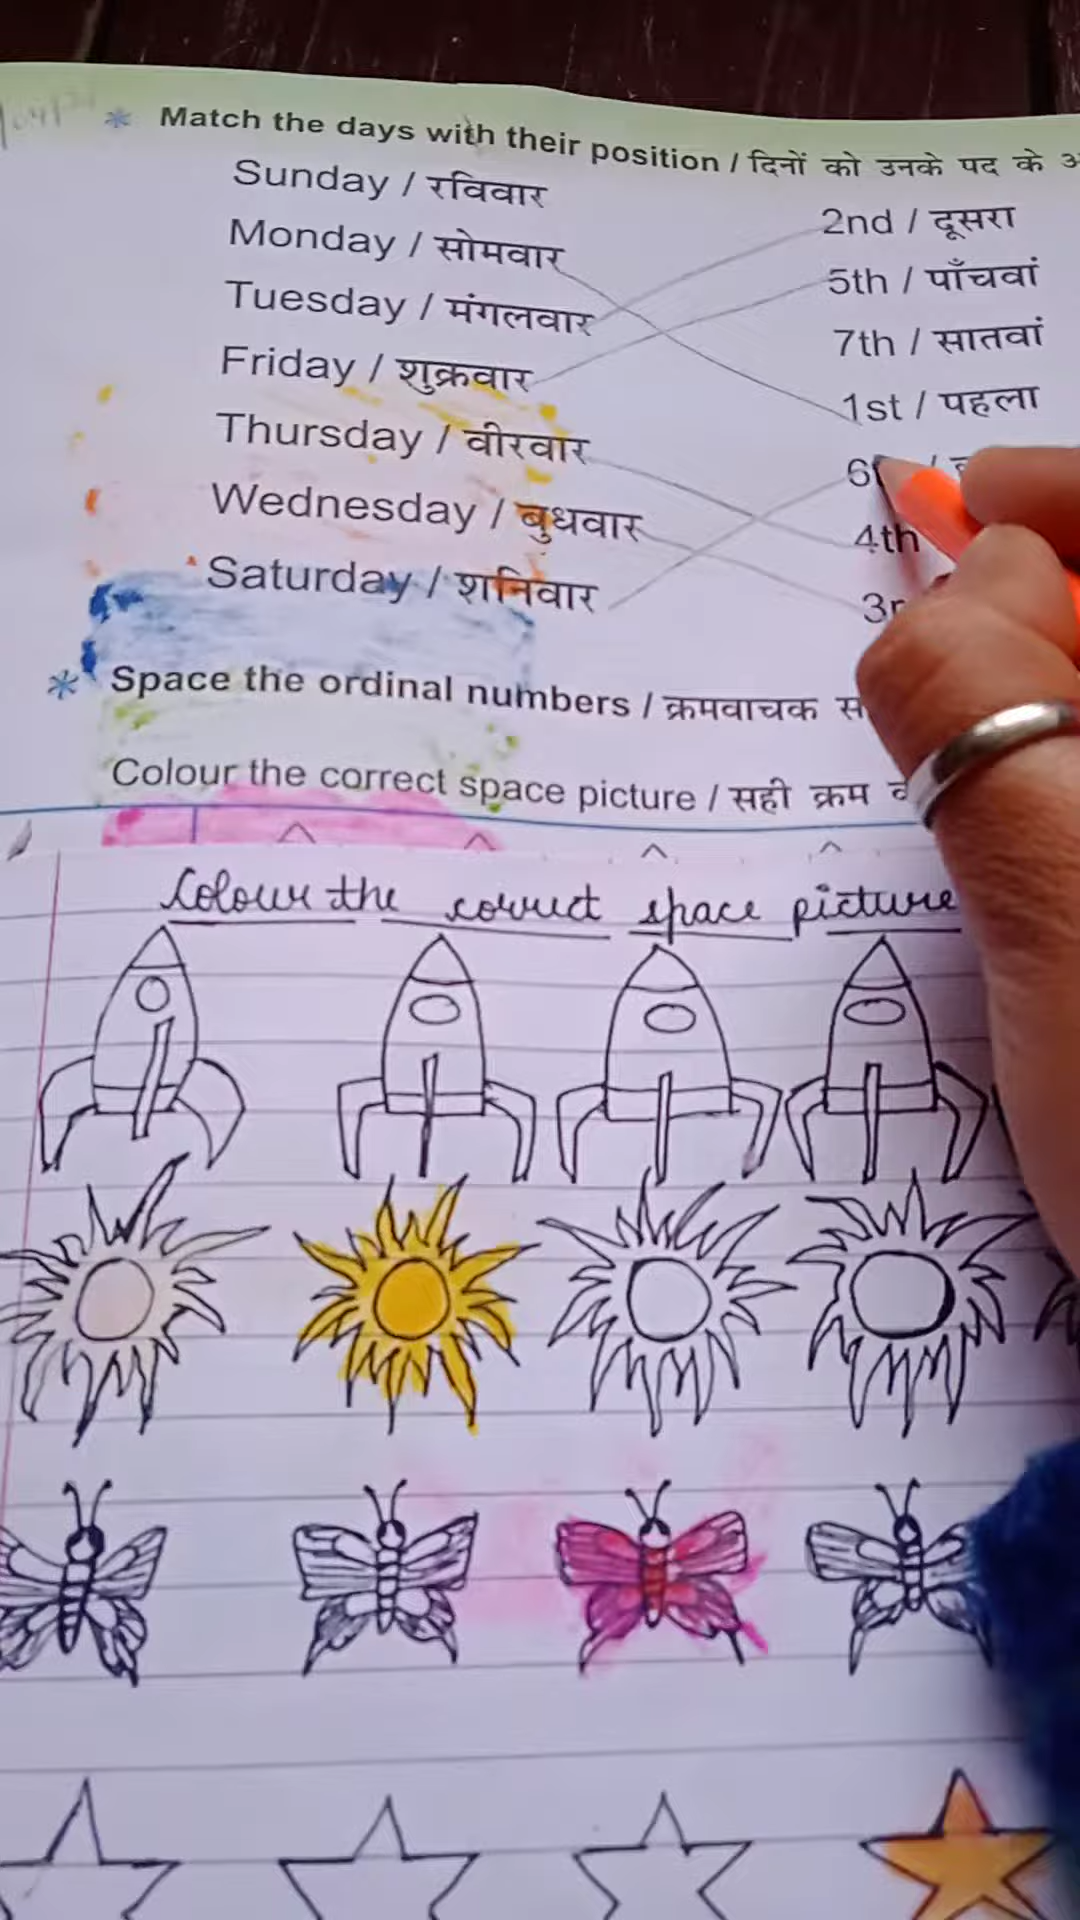 * Match the days with their position / दिनों को उनके पद के
Sunday / रविवार
Monday / सोमवार
Tuesday / मंगलवार
Friday / शुक्रवार
Thursday / वीरवार
Wednesday / बुधवार
Saturday / शनिवार
2nd / दूसरा
5th / पाँचवां
7th / सातवां
1st / पहला
4th
* Space the ordinal numbers / क्रमवाचक
Colour the correct space picture / सही क्रम
Colour the correct space picture